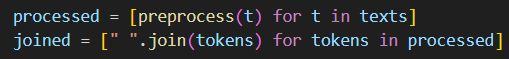 processed = [preprocess(t) for t in texts]
joined = [" ".join(tokens) for tokens in processed]